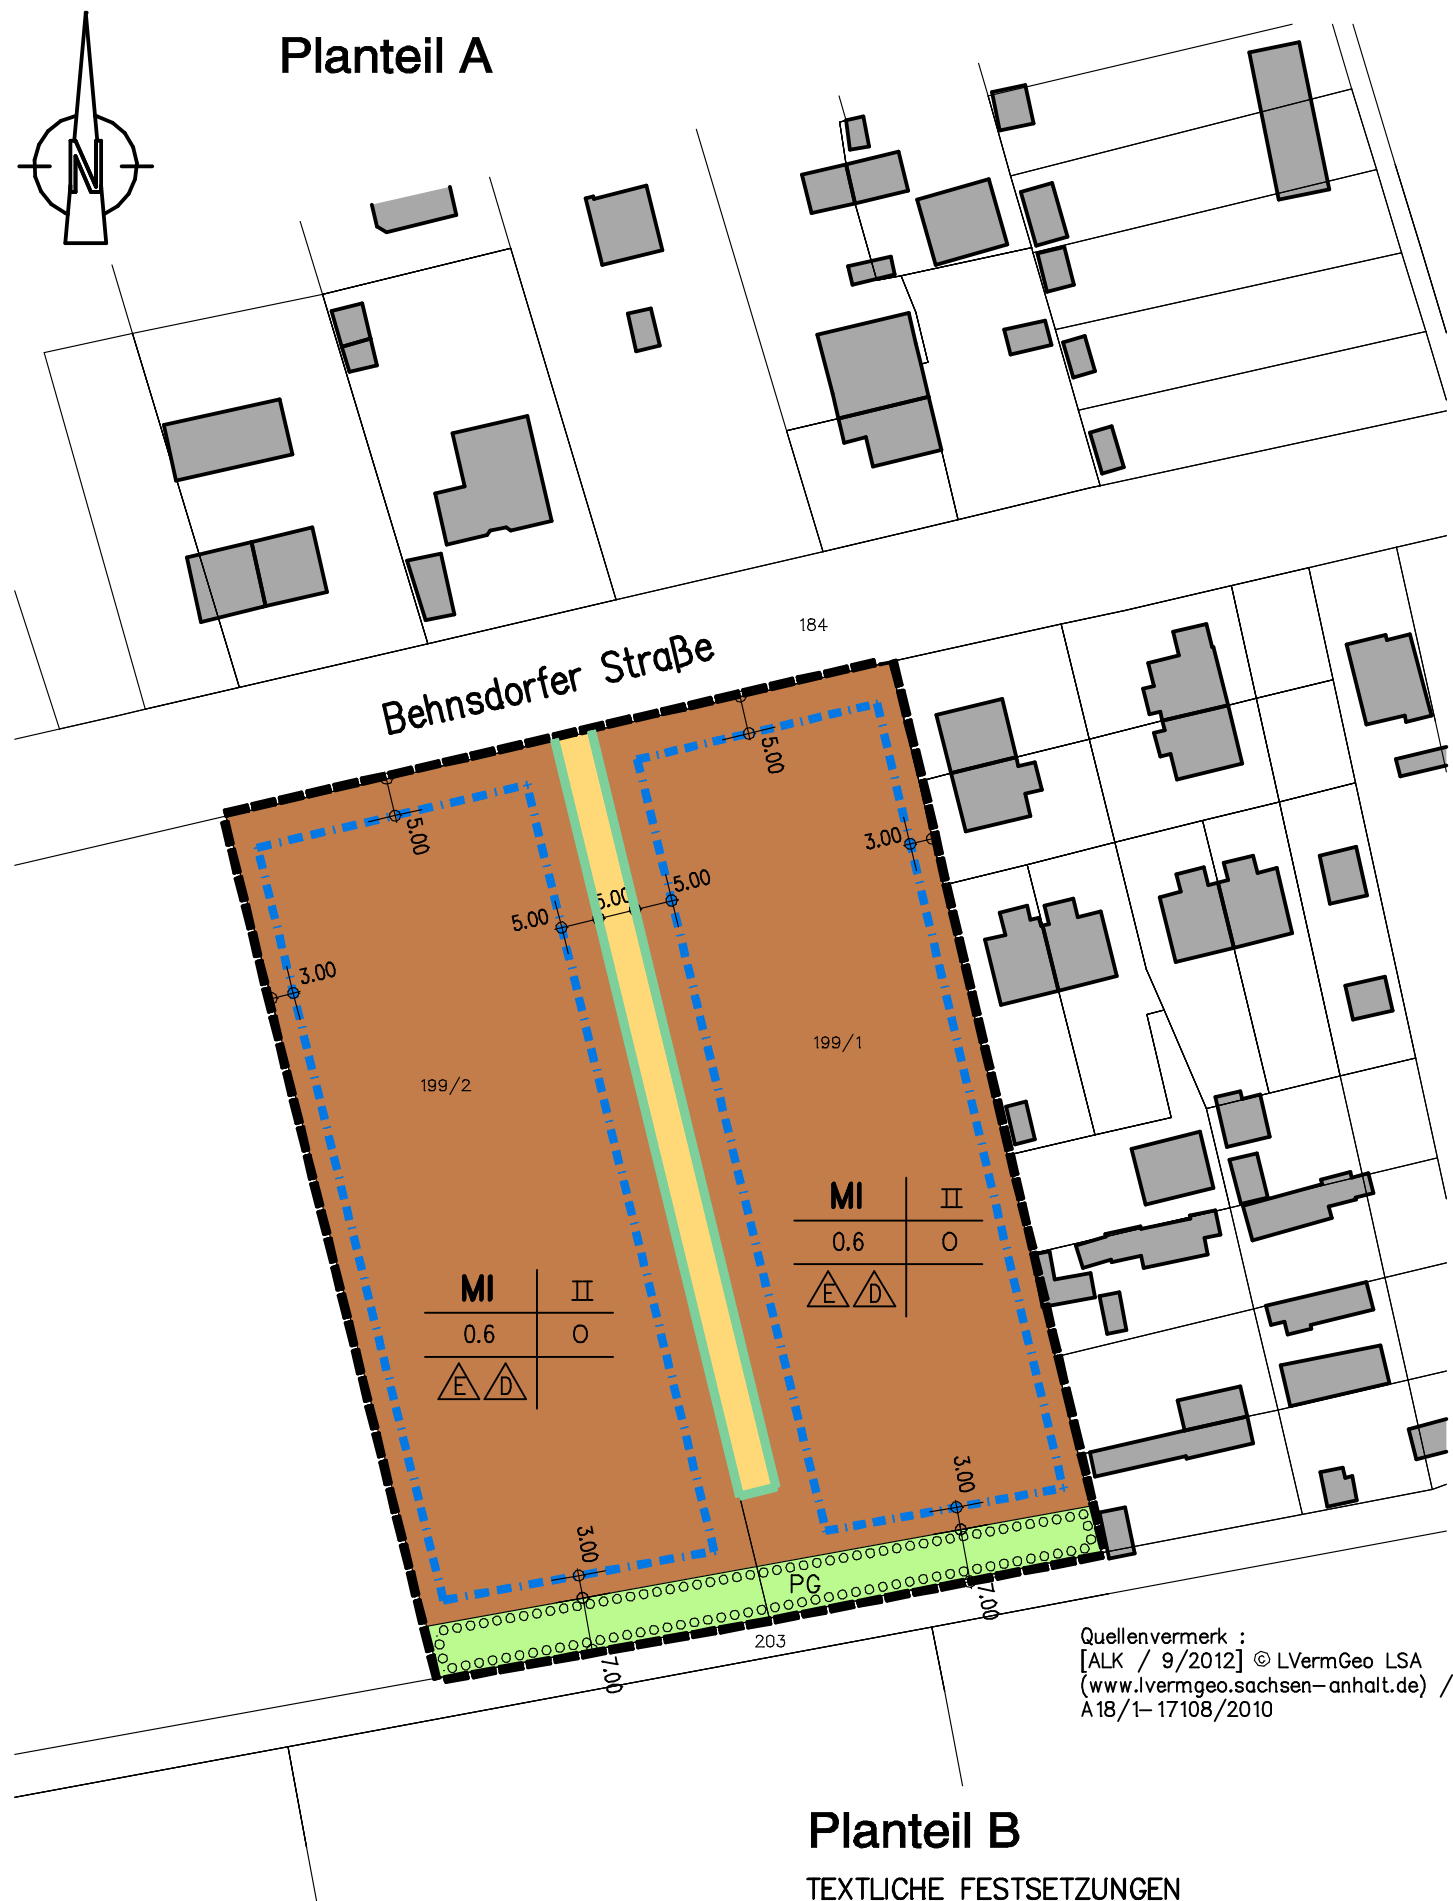 Planteil A
N
184
Behnsdorfer Straße
5.00
5.00
3.00
5.00
5.00
5.00
3.00
199/1
199/2
MI II
0.6 O
E D
MI II
0.6 O
E D
3.00
3.00
PG
7.00
203
7.00
Quellenvermerk :
[ALK / 9/2012] © LVermGeo LSA
(www.lvermgeo.sachsen-anhalt.de) /
A18/1-17108/2010
Planteil B
TEXTLICHE FESTSETZUNGEN